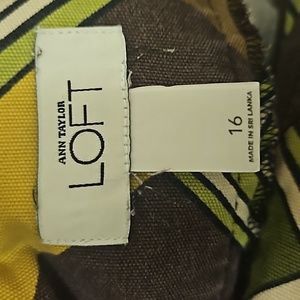 ANN TAYLOR
LOFT
16
MADE IN SRI LANKA